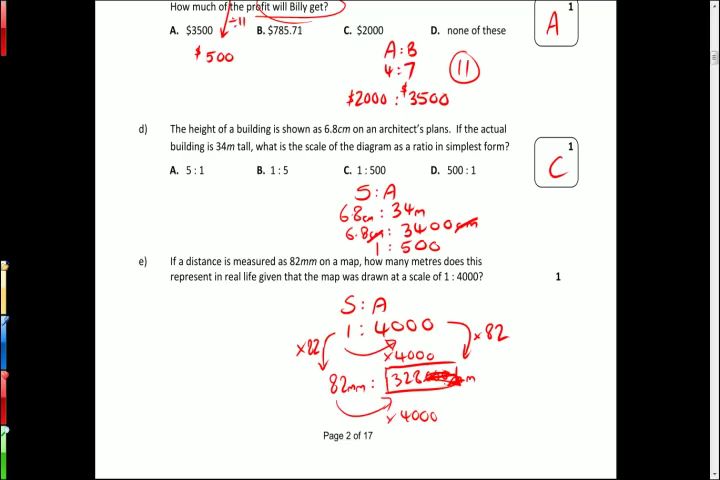 How much of the profit will Billy get?
1
÷11
A. $3500 B. $785.71 C. $2000 D. none of these
A
$500
A : B
4 : 7
11
$2000 : $3500
d) The height of a building is shown as 6.8cm on an architect's plans. If the actual
1
building is 34m tall, what is the scale of the diagram as a ratio in simplest form?
A. 5 : 1 B. 1 : 5 C. 1 : 500 D. 500 : 1
C
S : A
6.8cm : 34m
6.8cm : 3400cm
1 : 500
e) If a distance is measured as 82mm on a map, how many metres does this
represent in real life given that the map was drawn at a scale of 1 : 4000?
1
S : A
1 : 4000
×82
×82
×4000
82mm : 328 m
×4000
Page 2 of 17